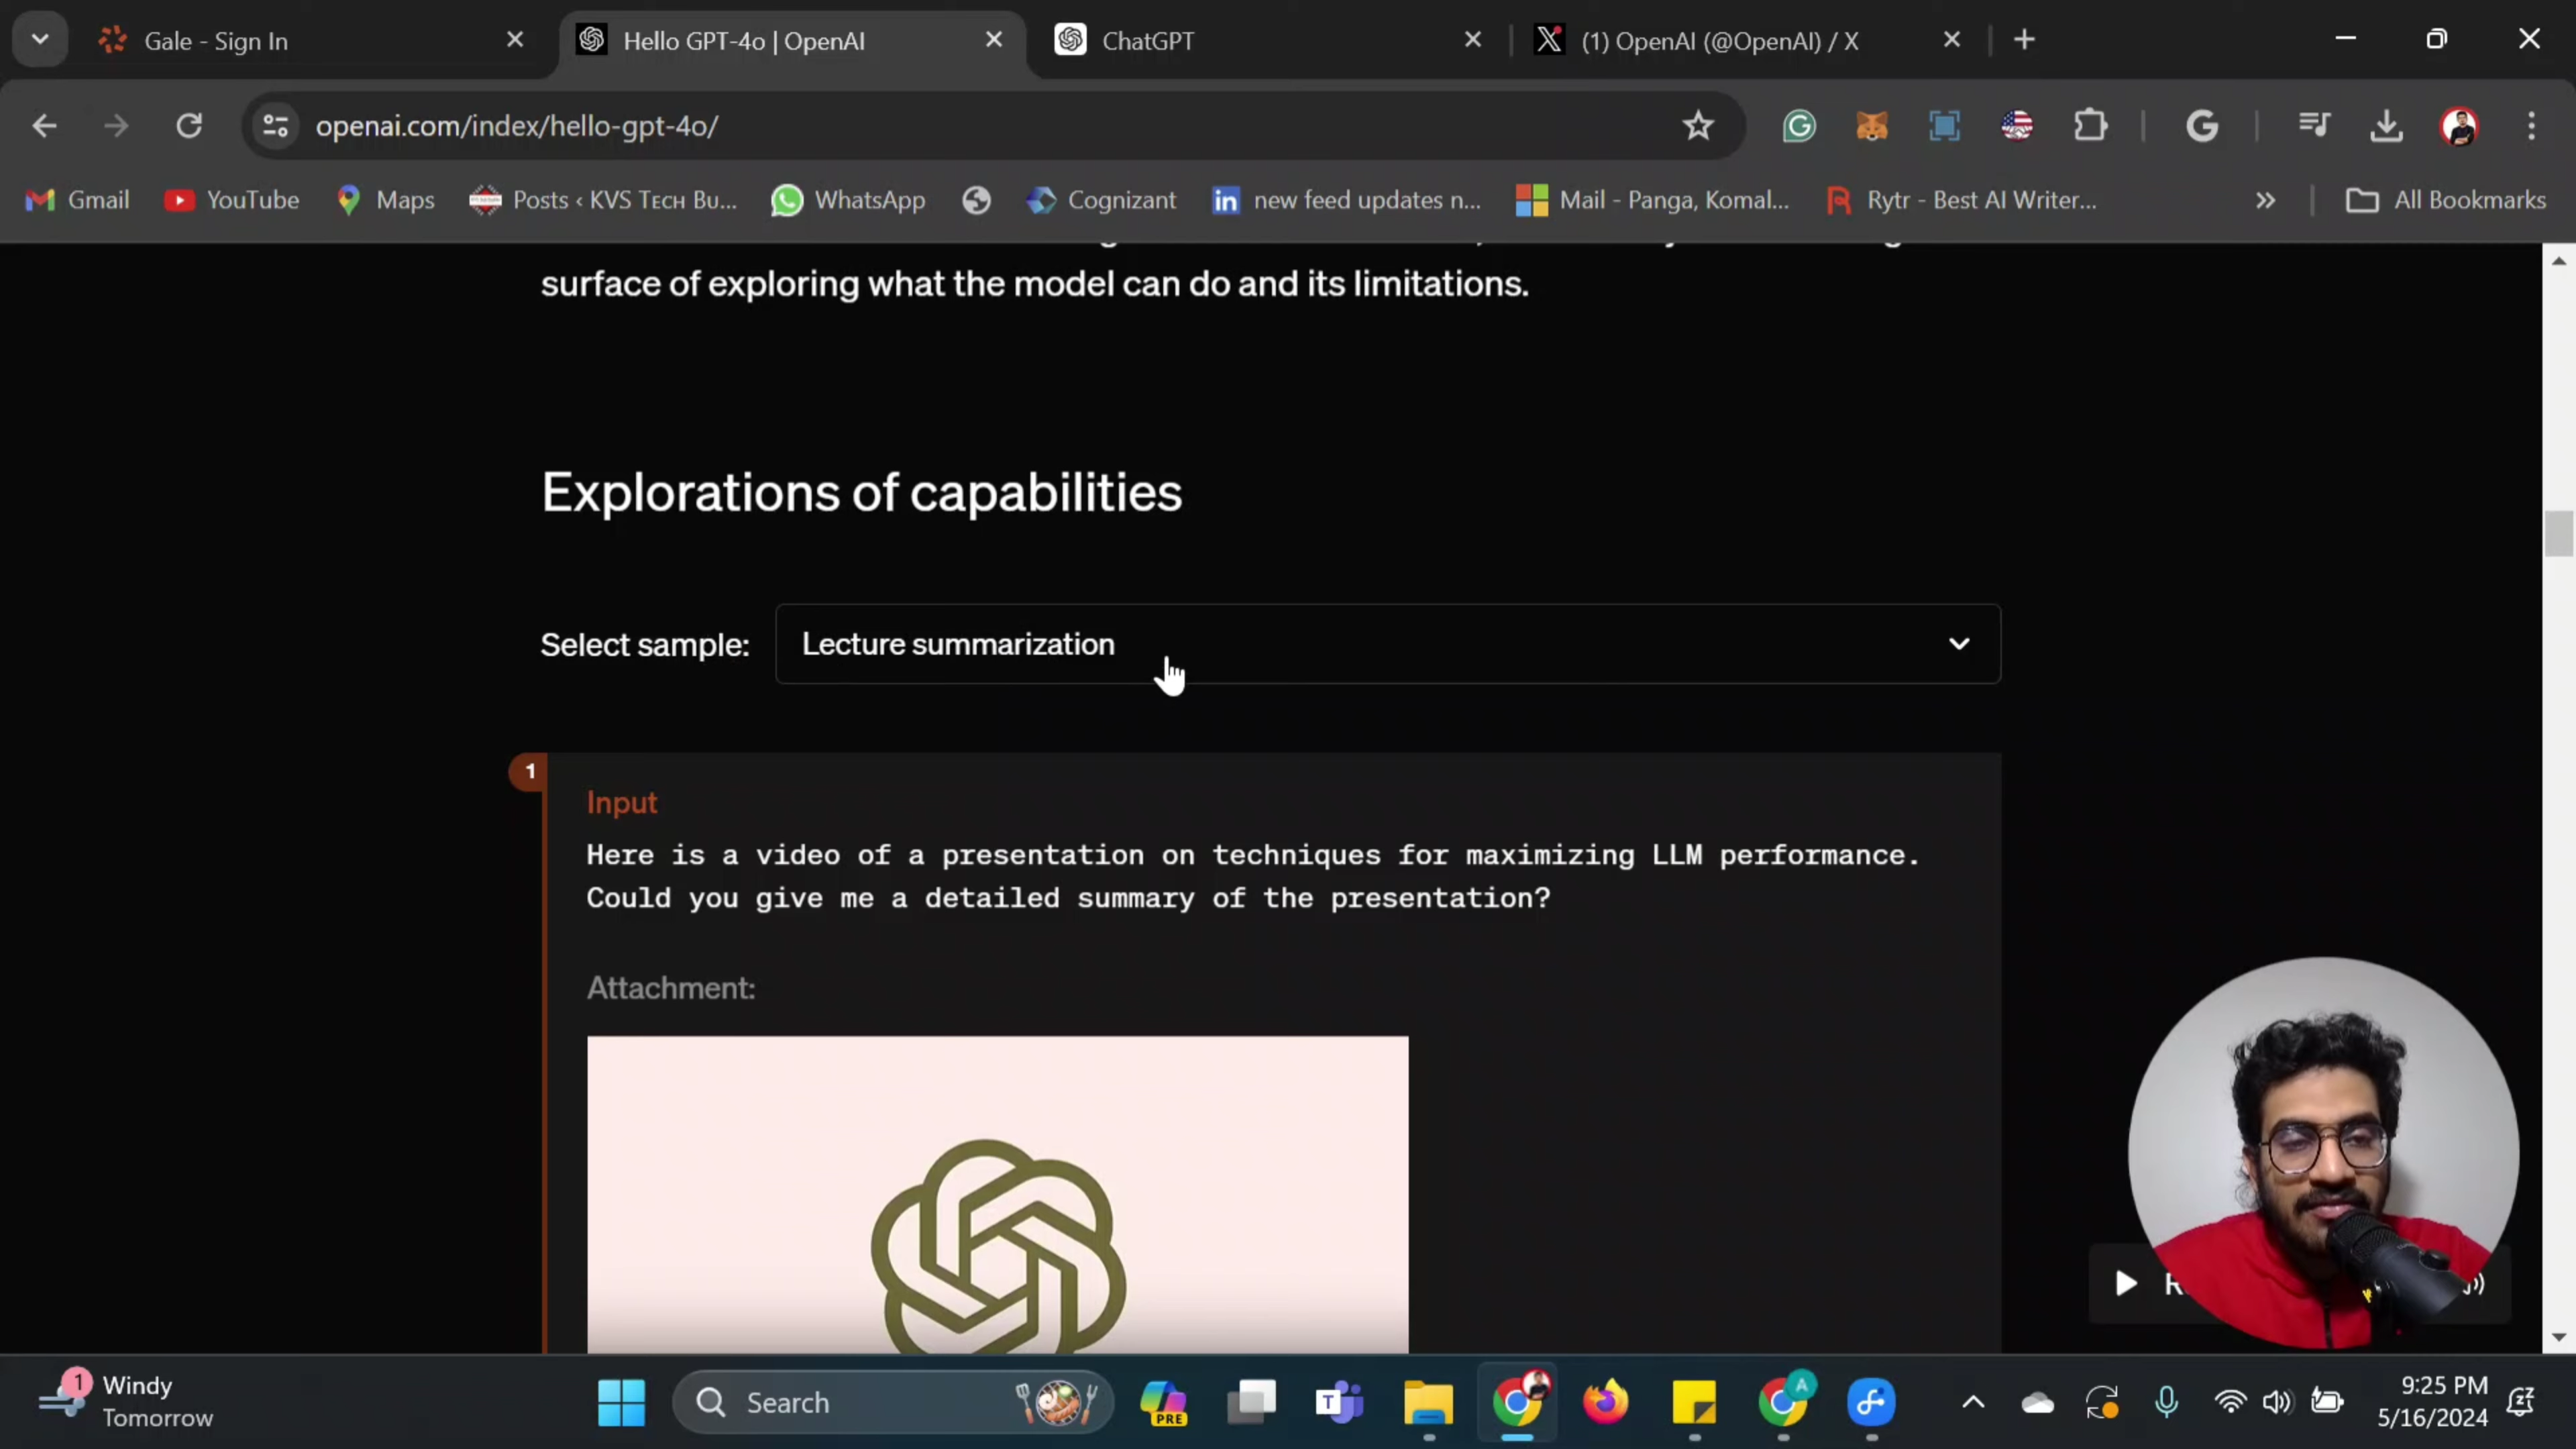 Gale - Sign In
Hello GPT-4o | OpenAI
ChatGPT
(1) OpenAI (@OpenAI) / X
openai.com/index/hello-gpt-4o/
Gmail
YouTube
Maps
Posts ‹ KVS Tech Bu...
WhatsApp
Cognizant
new feed updates n...
Mail - Panga, Komal...
Rytr - Best AI Writer...
All Bookmarks
surface of exploring what the model can do and its limitations.
Explorations of capabilities
Select sample:
Lecture summarization
1
Input
Here is a video of a presentation on techniques for maximizing LLM performance.
Could you give me a detailed summary of the presentation?
Attachment:
1
Windy
Tomorrow
Search
PRE
A
9:25 PM
5/16/2024